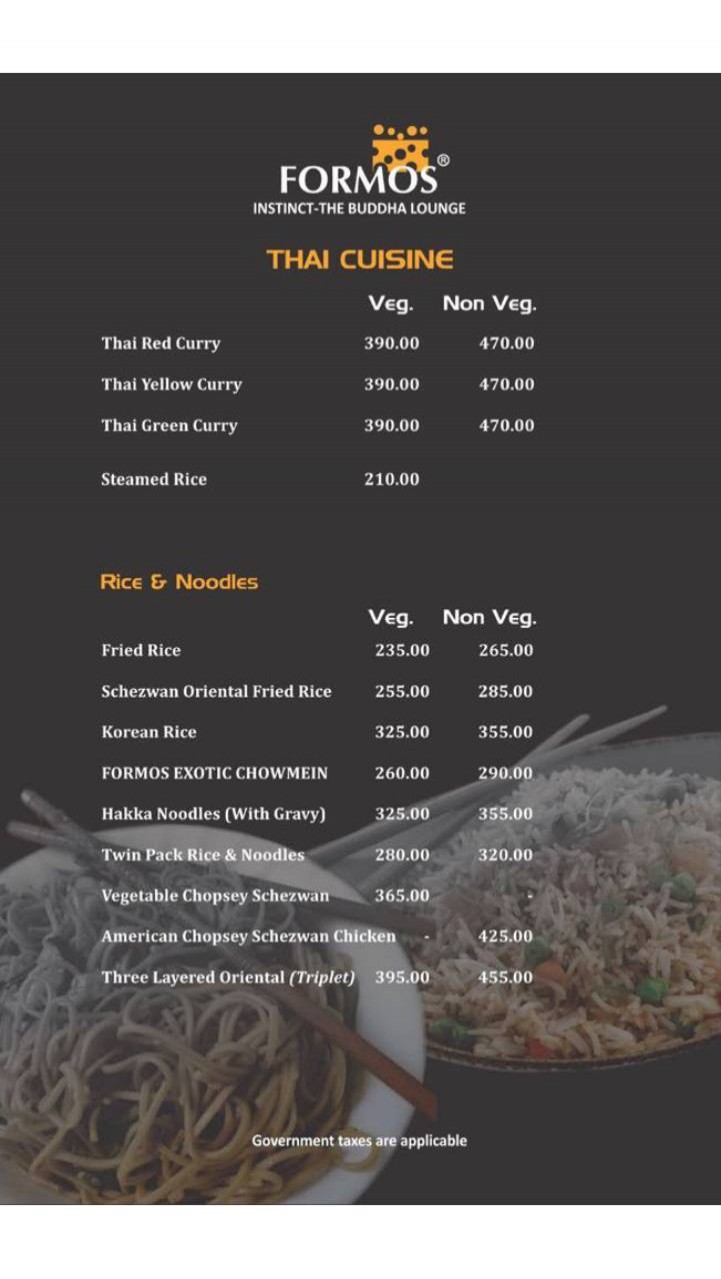 FORMOS®
INSTINCT-THE BUDDHA LOUNGE
THAI CUISINE
Veg. Non Veg.
Thai Red Curry 390.00 470.00
Thai Yellow Curry 390.00 470.00
Thai Green Curry 390.00 470.00
Steamed Rice 210.00
Rice & Noodles
Veg. Non Veg.
Fried Rice 235.00 265.00
Schezwan Oriental Fried Rice 255.00 285.00
Korean Rice 325.00 355.00
FORMOS EXOTIC CHOWMEIN 260.00 290.00
Hakka Noodles (With Gravy) 325.00 355.00
Twin Pack Rice & Noodles 280.00 320.00
Vegetable Chopsey Schezwan 365.00 -
American Chopsey Schezwan Chicken - 425.00
Three Layered Oriental (Triplet) 395.00 455.00
Government taxes are applicable